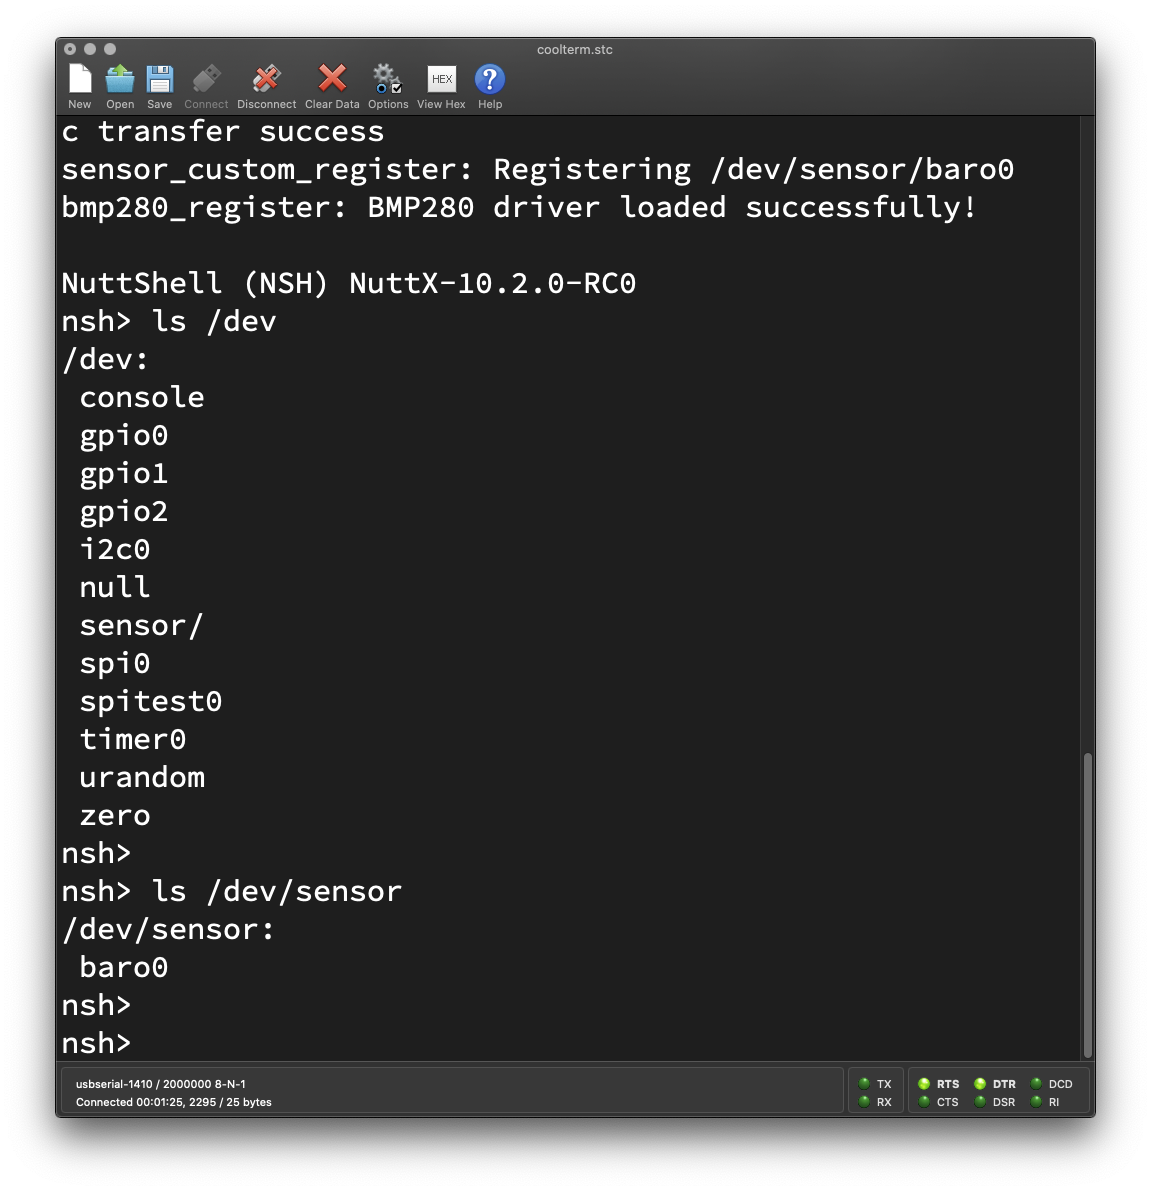 coolterm.stc
New Open Save Connect Disconnect Clear Data Options View Hex Help
HEX
?
c transfer success
sensor_custom_register: Registering /dev/sensor/baro0
bmp280_register: BMP280 driver loaded successfully!
NuttShell (NSH) NuttX-10.2.0-RC0
nsh> ls /dev
/dev:
console
gpio0
gpio1
gpio2
i2c0
null
sensor/
spi0
spitest0
timer0
urandom
zero
nsh>
nsh> ls /dev/sensor
/dev/sensor:
baro0
nsh>
nsh>
usbserial-1410 / 2000000 8-N-1
Connected 00:01:25, 2295 / 25 bytes
TX RTS DTR DCD
RX CTS DSR RI